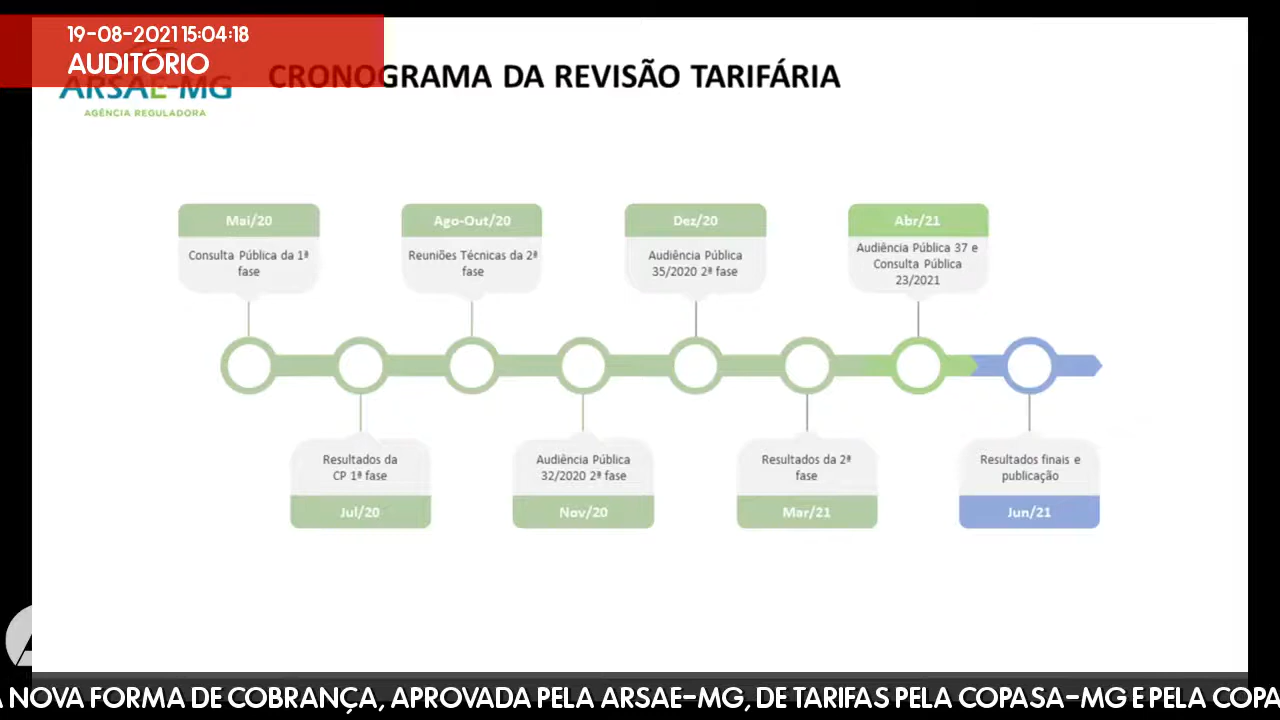 19-08-2021 15:04:18
AUDITÓRIO
ARSAE-MG
AGÊNCIA REGULADORA
CRONOGRAMA DA REVISÃO TARIFÁRIA
Mai/20
Consulta Pública da 1ª
fase
Ago-Out/20
Reuniões Técnicas da 2ª
fase
Dez/20
Audiência Pública
35/2020 2ª fase
Abr/21
Audiência Pública 37 e
Consulta Pública
23/2021
Resultados da
CP 1ª fase
Jul/20
Audiência Pública
32/2020 2ª fase
Nov/20
Resultados da 2ª
fase
Mar/21
Resultados finais e
publicação
Jun/21
A NOVA FORMA DE COBRANÇA, APROVADA PELA ARSAE-MG, DE TARIFAS PELA COPASA-MG E PELA COPA